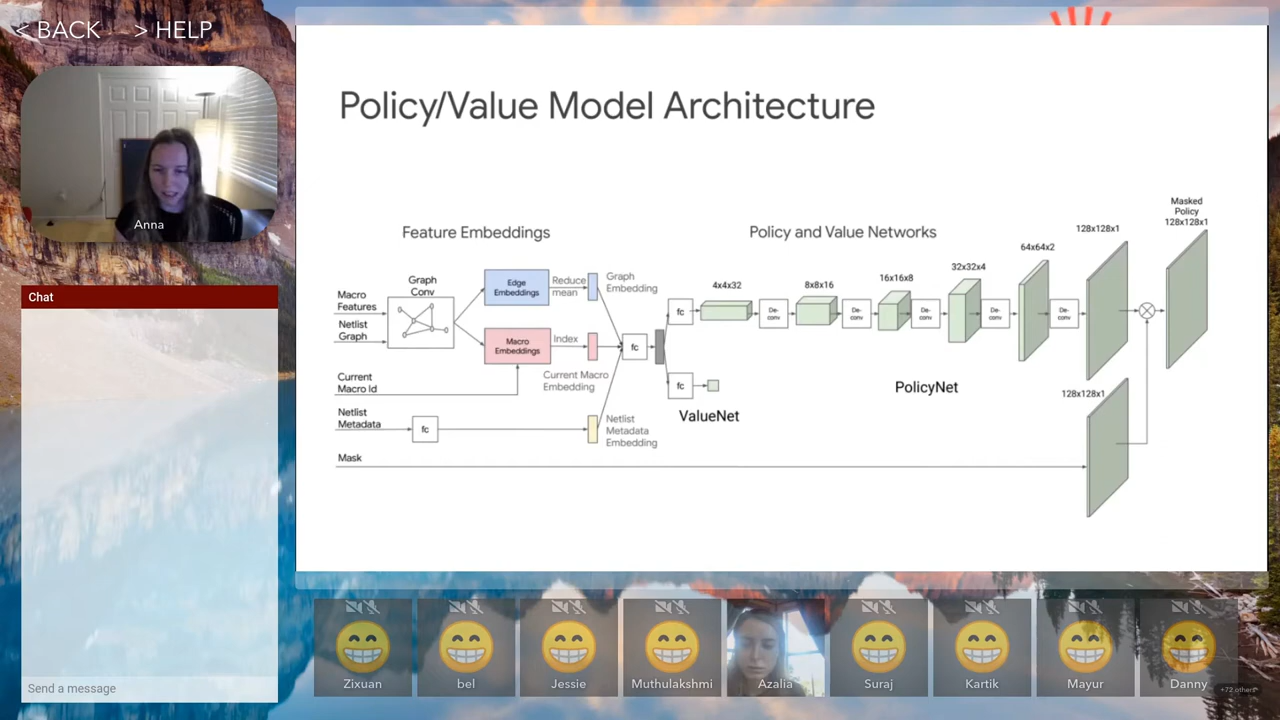 < BACK > HELP
Anna
Chat
Send a message
Policy/Value Model Architecture
Feature Embeddings
Policy and Value Networks
Macro
Features
Netlist
Graph
Graph
Conv
Edge
Embeddings
Reduce
mean
Graph
Embedding
Macro
Embeddings
Index
Current Macro
Embedding
Current
Macro Id
Netlist
Metadata
fc
Netlist
Metadata
Embedding
Mask
fc
fc
fc
ValueNet
4x4x32
De-
conv
8x8x16
De-
conv
16x16x8
De-
conv
32x32x4
De-
conv
64x64x2
De-
conv
128x128x1
PolicyNet
128x128x1
Masked
Policy
128x128x1
Zixuan
bel
Jessie
Muthulakshmi
Azalia
Suraj
Kartik
Mayur
Danny
+72 others